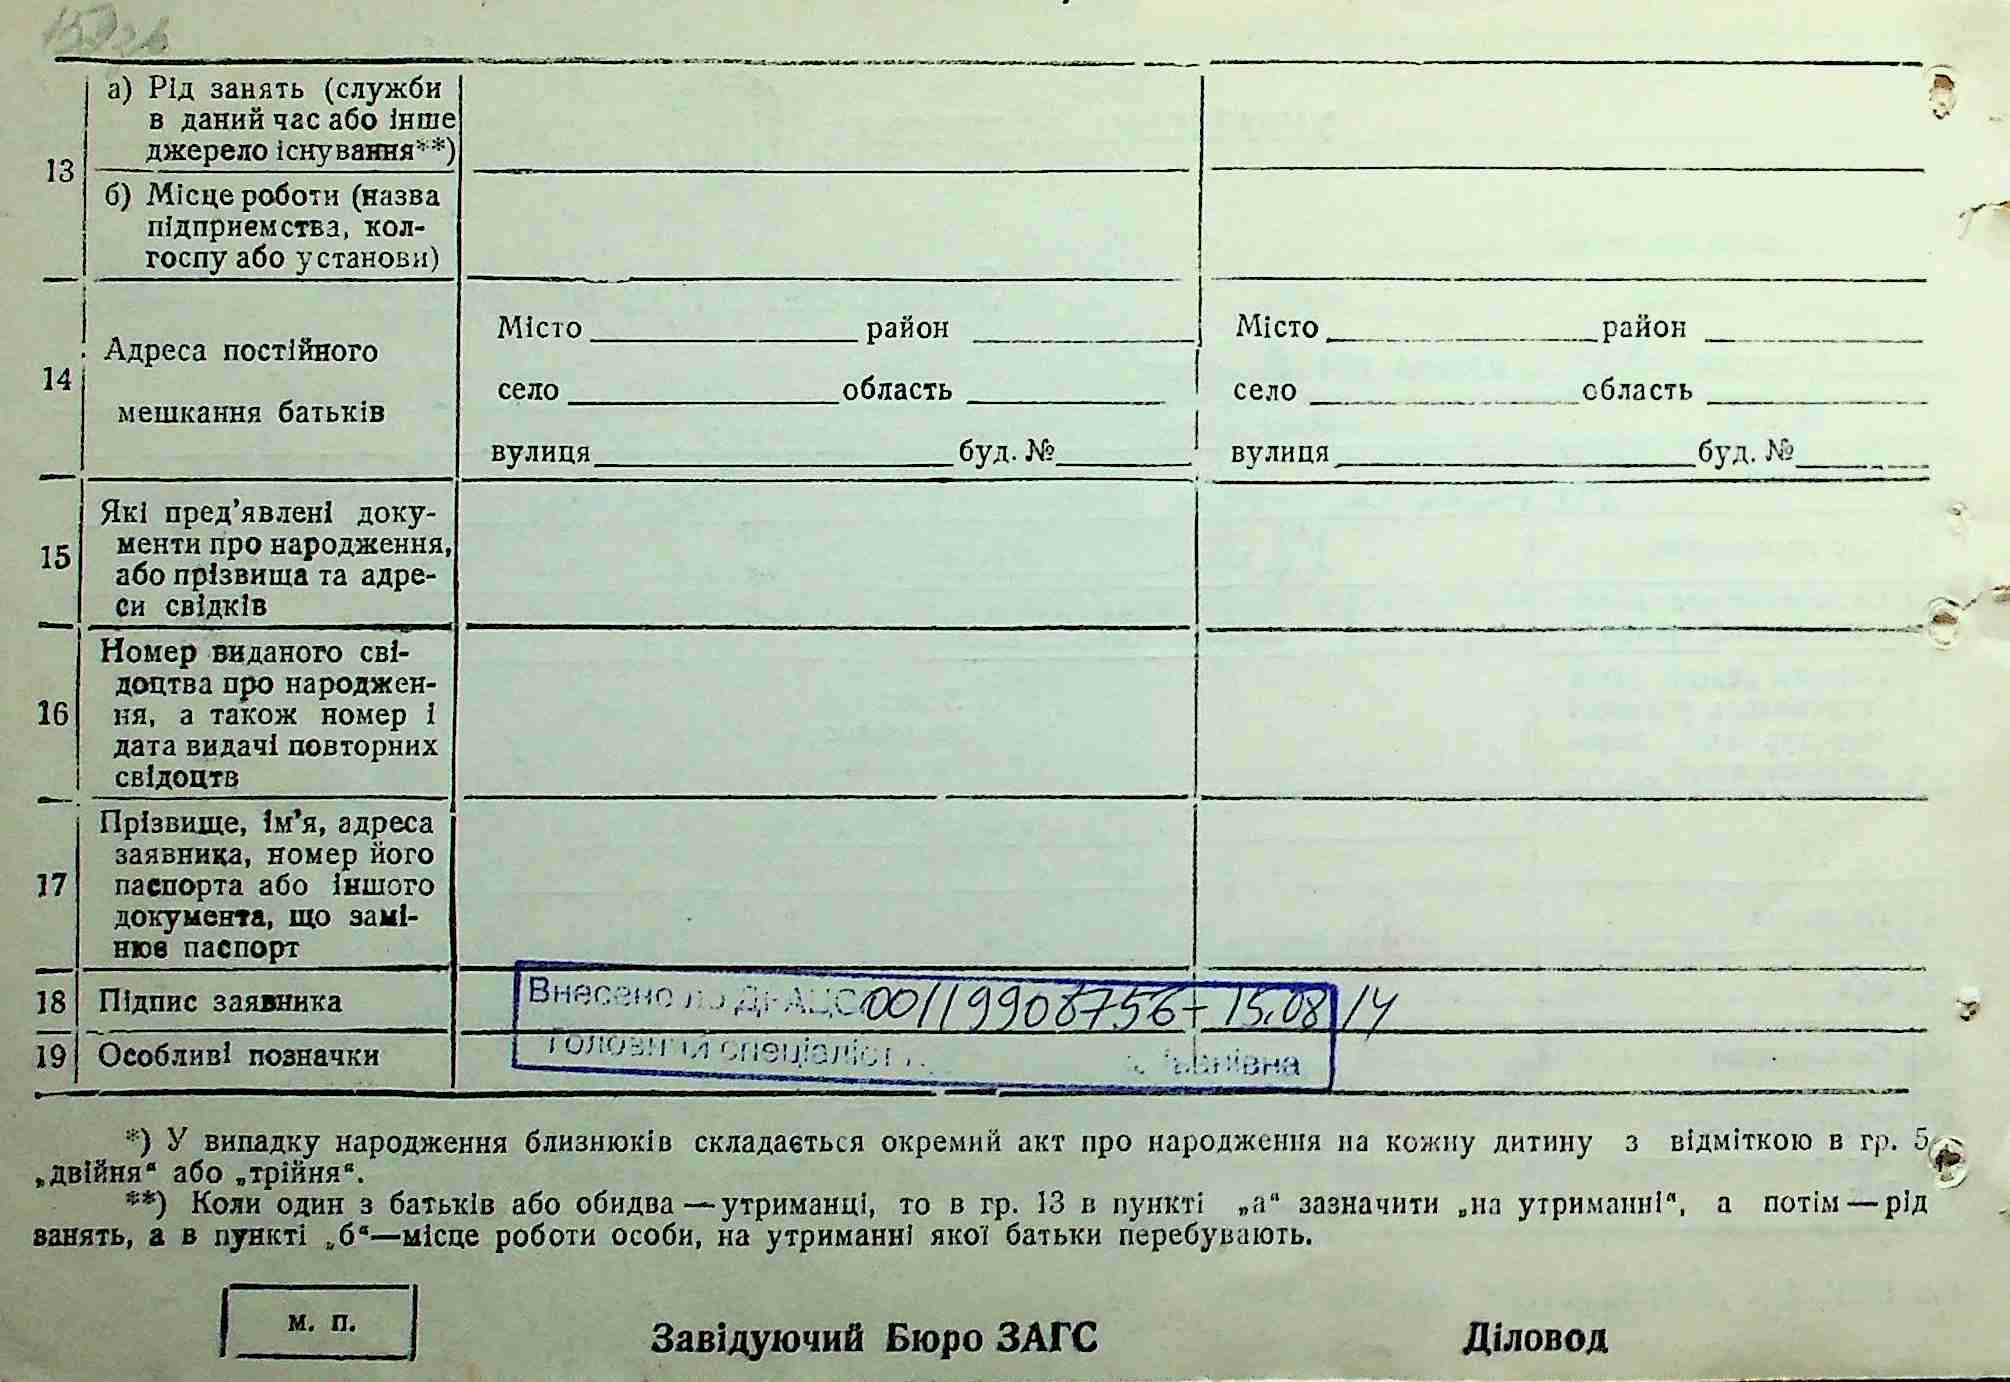 13
а) Рід занять (служби
в даний час або інше
джерело існування**)
б) Місце роботи (назва
підприємства, кол-
госпу або установи)
14
Адреса постійного
мешкання батьків
Місто район
село область
вулиця буд. №
Місто район
село область
вулиця буд. №
15
Які пред’явлені доку-
менти про народження,
або прізвища та адре-
си свідків
16
Номер виданого сві-
доцтва про народжен-
ня, а також номер і
дата видачі повторних
свідоцтв
17
Прізвище, ім’я, адреса
заявника, номер його
паспорта або іншого
документа, що замі-
нює паспорт
18 Підпис заявника
Внесено до ДРАЦС 00119908756 - 15.08.14
19 Особливі позначки
Головний спеціаліст
*) У випадку народження близнюків складається окремий акт про народження на кожну дитину з відміткою в гр. 5
„двійня“ або „трійня“.
**) Коли один з батьків або обидва — утриманці, то в гр. 13 в пункті „а“ зазначити „на утриманні“, а потім — рід
занять, а в пункті „б“—місце роботи особи, на утриманні якої батьки перебувають.
м. п.
Завідуючий Бюро ЗАГС
Діловод